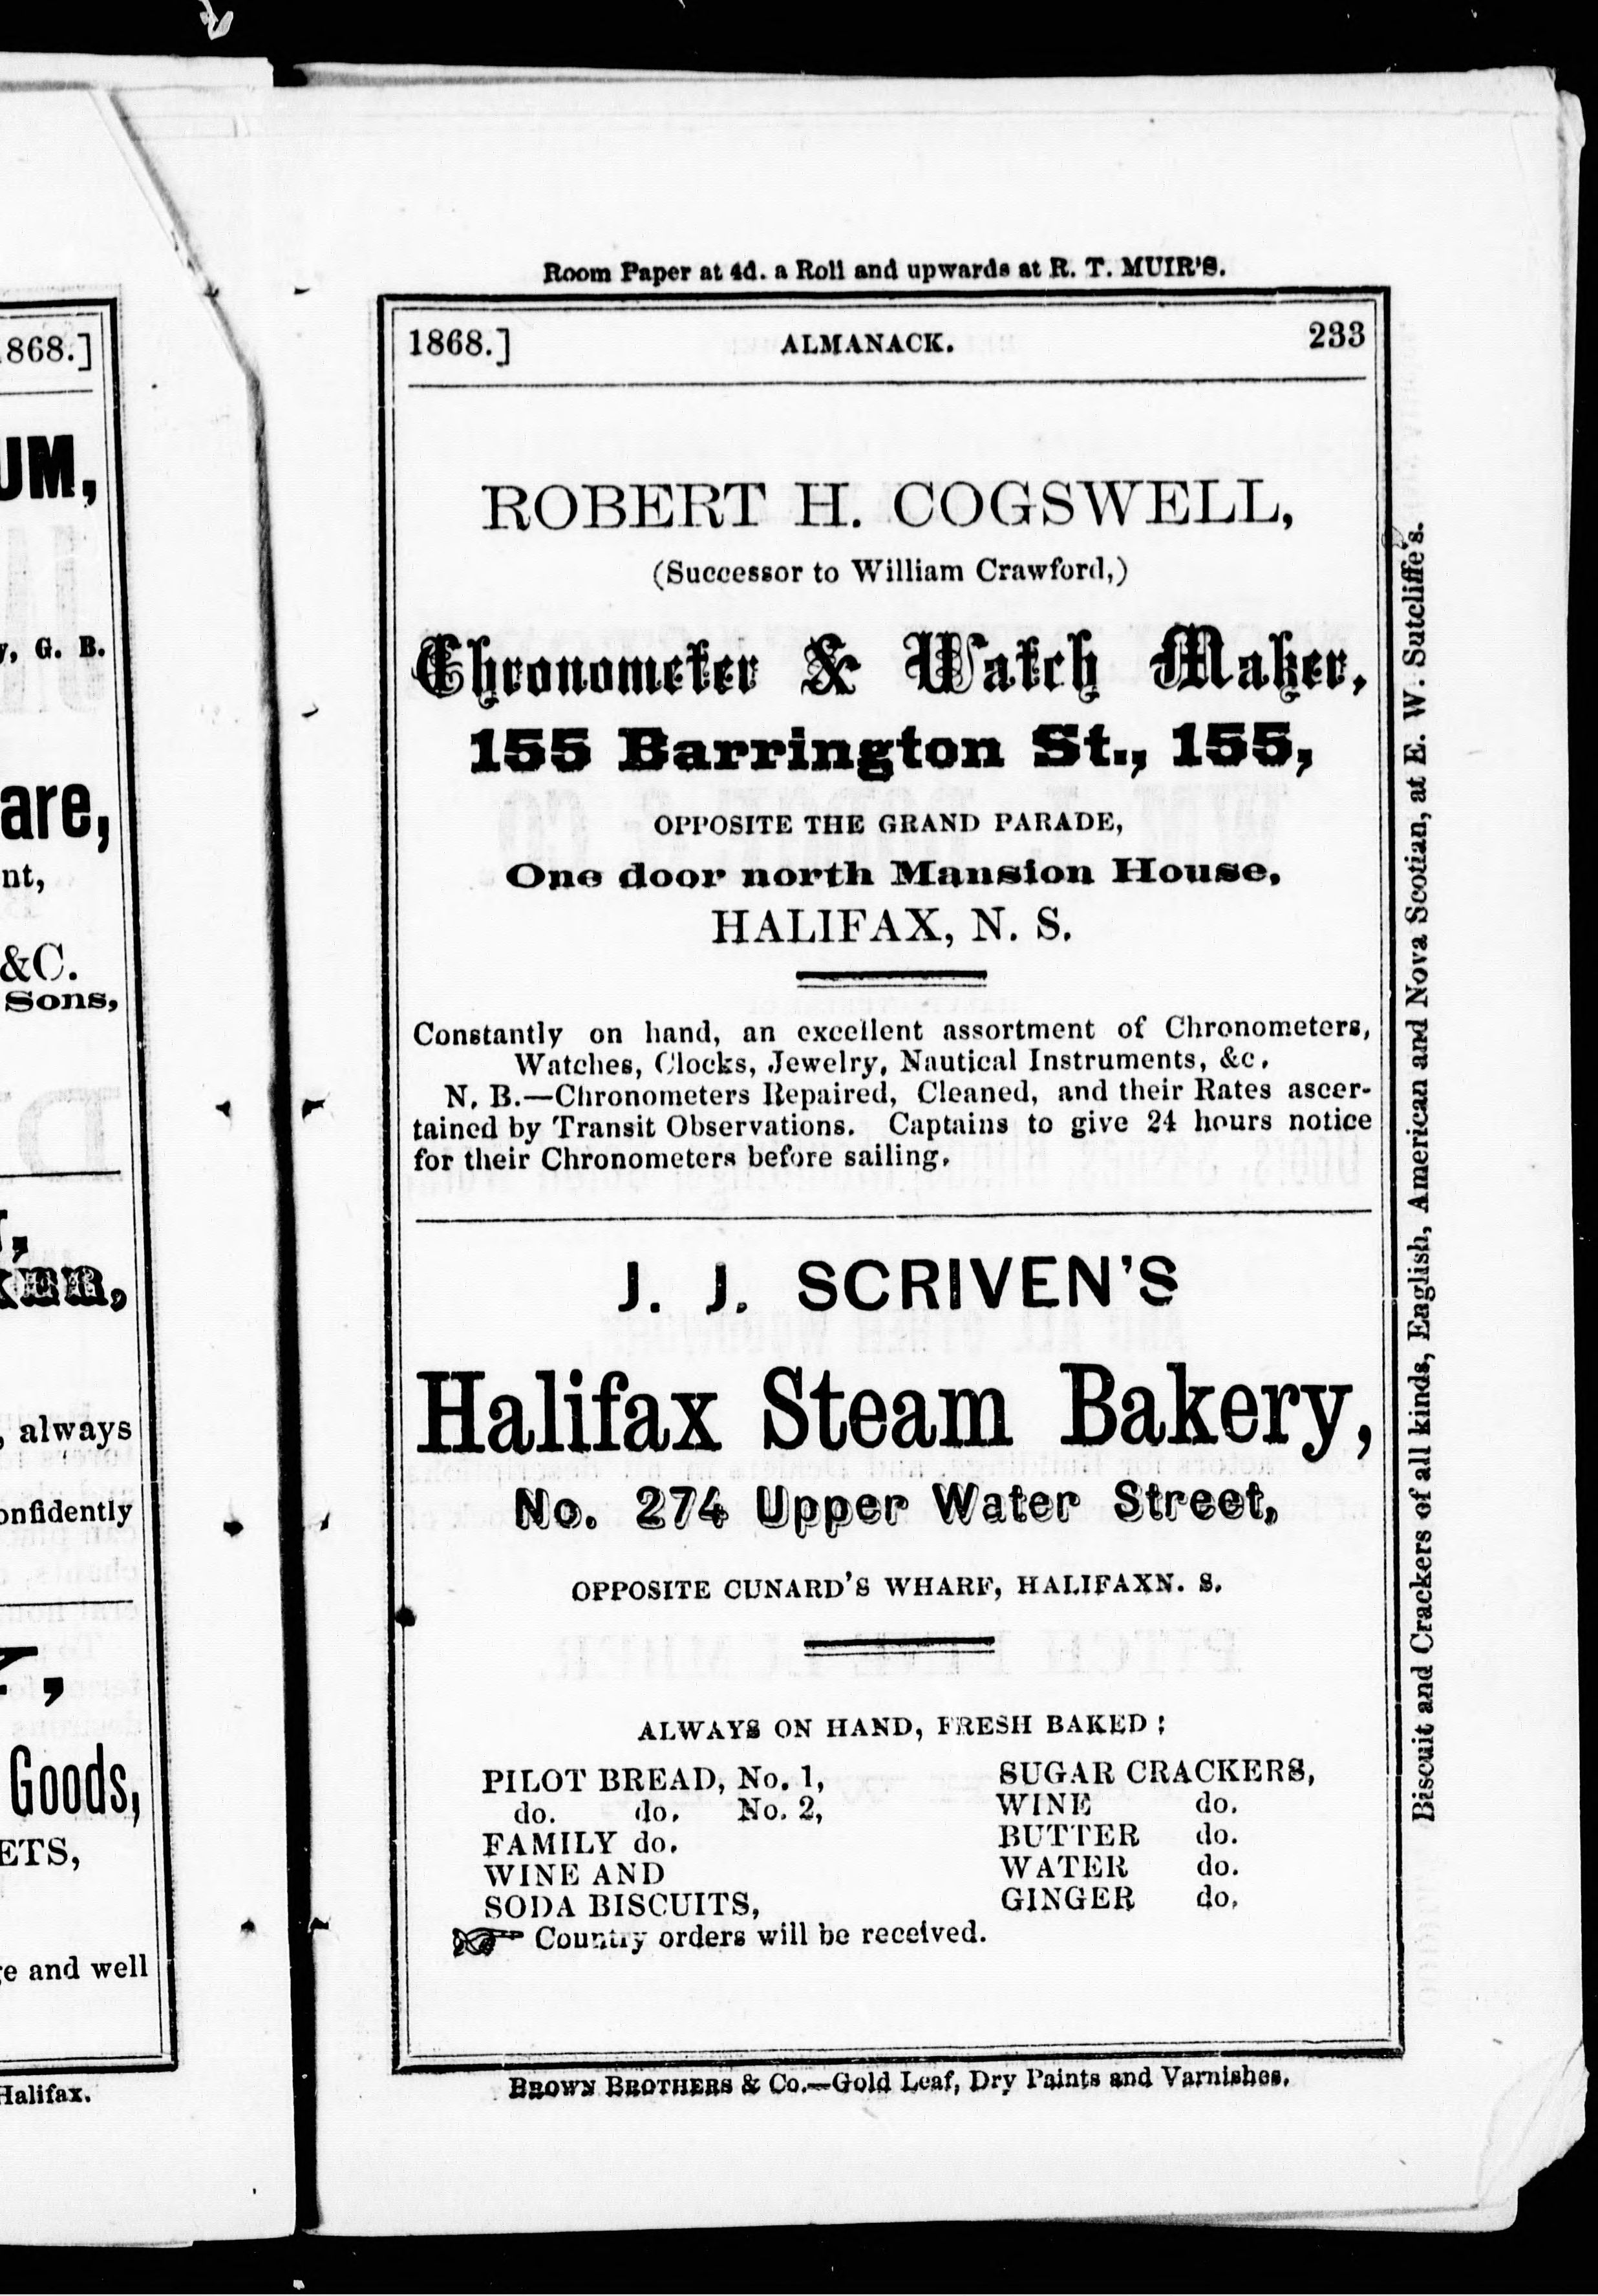 868.]
UM,
y, G. B.
are,
nt,
&C.
Sons,
, always
onfidently
Goods,
ETS,
e and well
Halifax.
Room Paper at 4d. a Roll and upwards at R. T. MUIR'S.
1868.] ALMANACK. 233
ROBERT H. COGSWELL,
(Successor to William Crawford,)
Chronometer & Watch Maker,
155 Barrington St., 155,
OPPOSITE THE GRAND PARADE,
One door north Mansion House,
HALIFAX, N. S.
Constantly on hand, an excellent assortment of Chronometers,
Watches, Clocks, Jewelry, Nautical Instruments, &c.
N. B.—Chronometers Repaired, Cleaned, and their Rates ascer-
tained by Transit Observations. Captains to give 24 hours notice
for their Chronometers before sailing.
J. J. SCRIVEN'S
Halifax Steam Bakery,
No. 274 Upper Water Street,
OPPOSITE CUNARD'S WHARF, HALIFAXN. S.
ALWAYS ON HAND, FRESH BAKED:
PILOT BREAD, No. 1, SUGAR CRACKERS,
do. do. No. 2, WINE do.
FAMILY do. BUTTER do.
WINE AND WATER do.
SODA BISCUITS, GINGER do,
Country orders will be received.
BROWN BROTHERS & Co.—Gold Leaf, Dry Paints and Varnishes.
Biscuit and Crackers of all kinds, English, American and Nova Scotian, at E. W. Sutcliffe's.